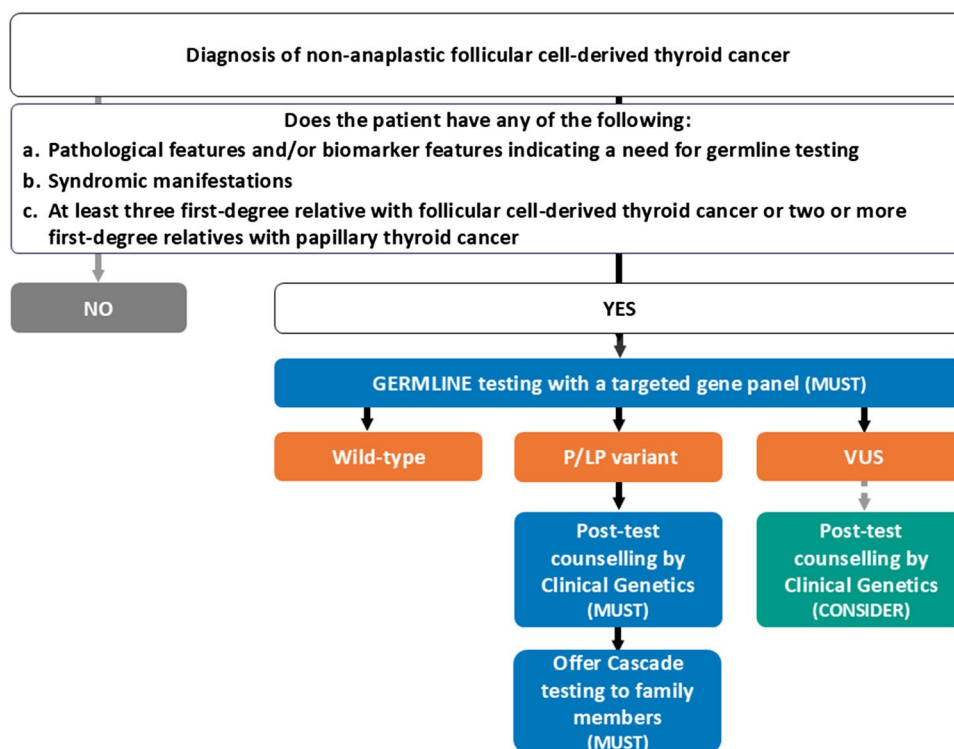 Diagnosis of non-anaplastic follicular cell-derived thyroid cancer
Does the patient have any of the following:
a. Pathological features and/or biomarker features indicating a need for germline testing
b. Syndromic manifestations
c. At least three first-degree relative with follicular cell-derived thyroid cancer or two or more
first-degree relatives with papillary thyroid cancer
NO
YES
GERMLINE testing with a targeted gene panel (MUST)
Wild-type
P/LP variant
VUS
Post-test
counselling by
Clinical Genetics
(MUST)
Post-test
counselling by
Clinical Genetics
(CONSIDER)
Offer Cascade
testing to family
members
(MUST)